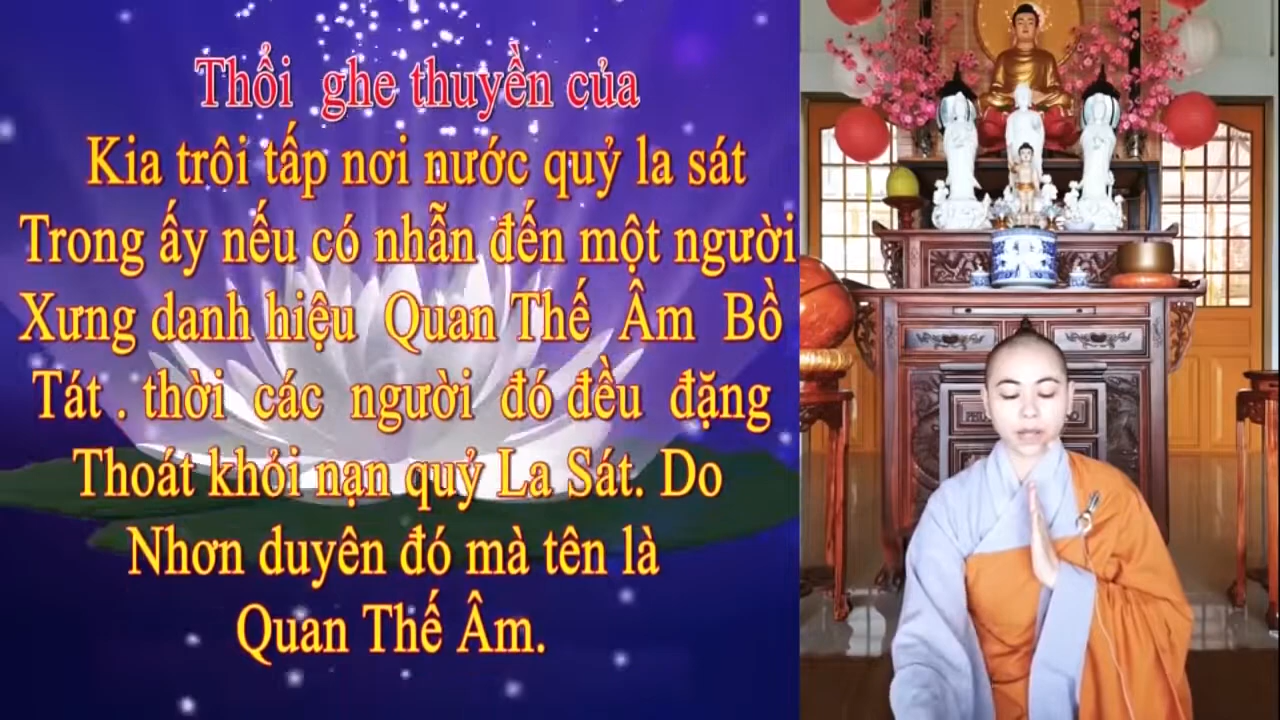 Thổi ghe thuyền của
Kia trôi tấp nơi nước quỷ la sát
Trong ấy nếu có nhẫn đến một người
Xưng danh hiệu Quan Thế Âm Bồ
Tát . thời các người đó đều đặng
Thoát khỏi nạn quỷ La Sát. Do
Nhơn duyên đó mà tên là
Quan Thế Âm.